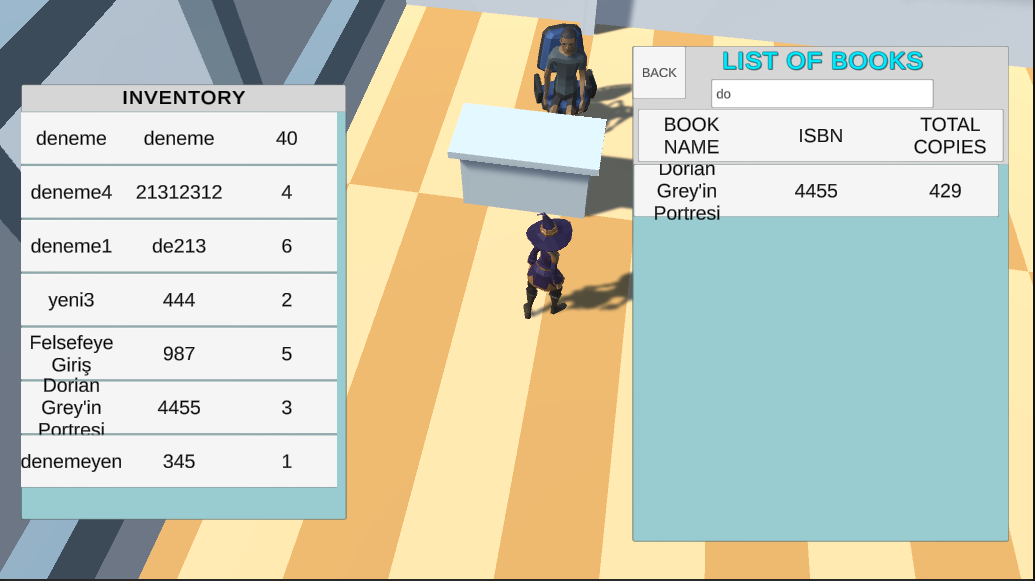 INVENTORY
deneme deneme 40
deneme4 21312312 4
deneme1 de213 6
yeni3 444 2
Felsefeye
Giriş 987 5
Dorian
Grey'in 4455 3
Portresi
denemeyen 345 1
BACK
LIST OF BOOKS
do
BOOK
NAME
ISBN
TOTAL
COPIES
Dorian
Grey'in 4455 429
Portresi